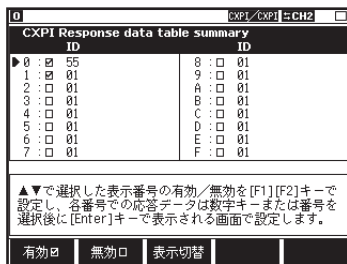 0 CXPI/CXPI ⇆CH2
CXPI Response data table summary
ID ID
▶0 :☑ 55 8 :□ 01
1 :☑ 01 9 :□ 01
2 :□ 01 A :□ 01
3 :□ 01 B :□ 01
4 :□ 01 C :□ 01
5 :□ 01 D :□ 01
6 :□ 01 E :□ 01
7 :□ 01 F :□ 01
▲▼で選択した表示番号の有効／無効を[F1][F2]キーで
設定し、各番号での応答データは数字キーまたは番号を
選択後に[Enter]キーで表示される画面で設定します。
有効☑ 無効□ 表示切替